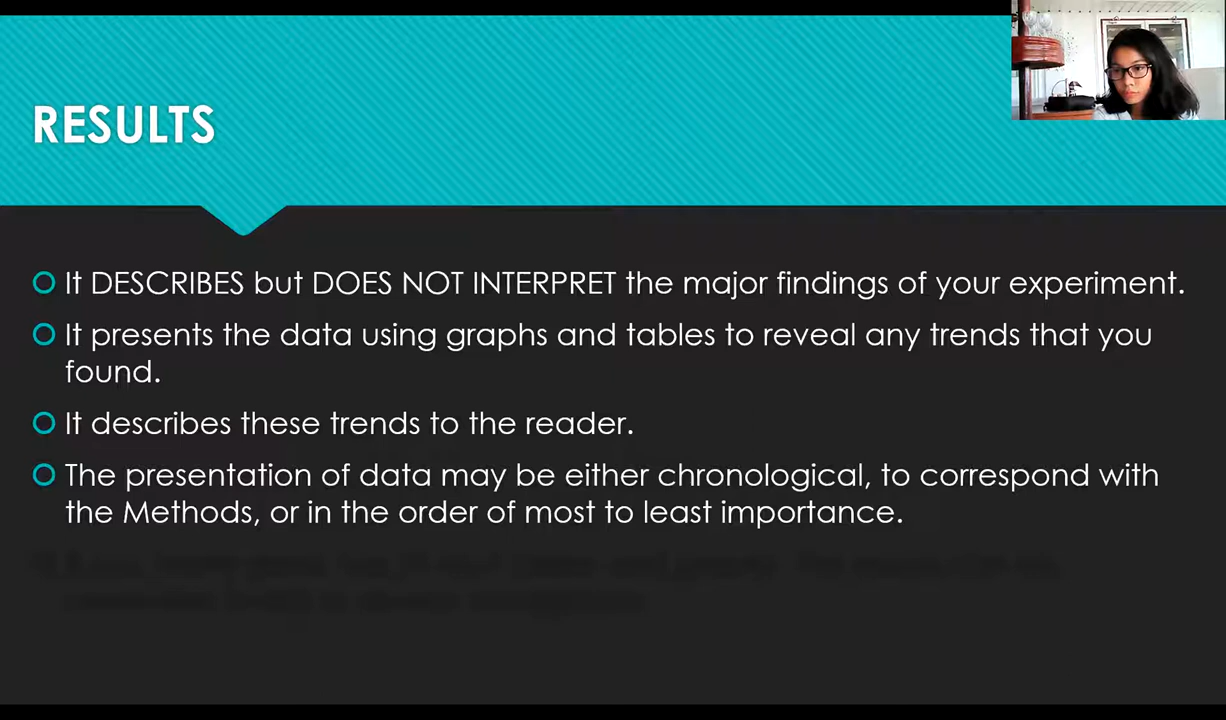 RESULTS
It DESCRIBES but DOES NOT INTERPRET the major findings of your experiment.
It presents the data using graphs and tables to reveal any trends that you
found.
It describes these trends to the reader.
The presentation of data may be either chronological, to correspond with
the Methods, or in the order of most to least importance.